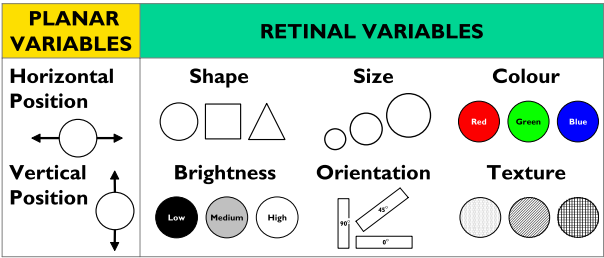 PLANAR
VARIABLES
RETINAL VARIABLES
Horizontal
Position
Vertical
Position
Shape
Size
Colour
Red
Green
Blue
Brightness
Low
Medium
High
Orientation
90°
45°
0°
Texture